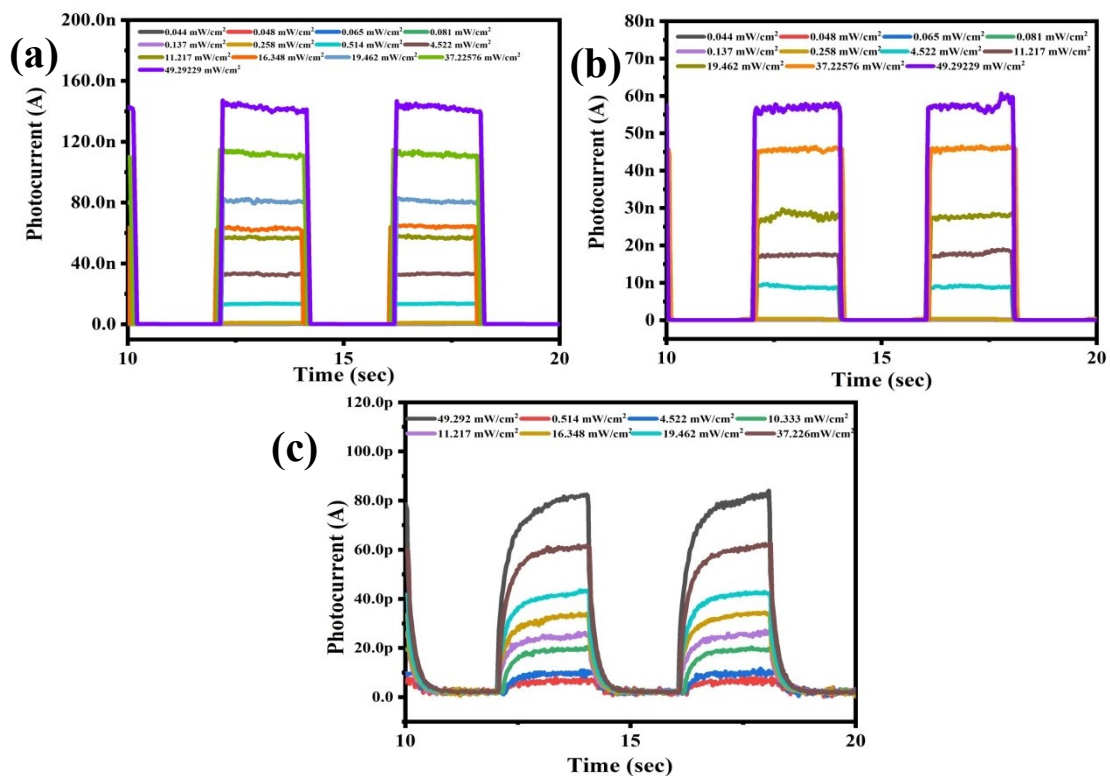 (a)
0.044 mW/cm² 0.048 mW/cm² 0.065 mW/cm² 0.081 mW/cm²
0.137 mW/cm² 0.258 mW/cm² 0.514 mW/cm² 4.522 mW/cm²
11.217 mW/cm² 16.348 mW/cm² 19.462 mW/cm² 37.22576 mW/cm²
49.29229 mW/cm²
200.0n
160.0n
120.0n
80.0n
40.0n
0.0
Photocurrent (A)
10 15 20
Time (sec)
(b)
0.044 mW/cm² 0.048 mW/cm² 0.065 mW/cm² 0.081 mW/cm²
0.137 mW/cm² 0.258 mW/cm² 4.522 mW/cm² 11.217 mW/cm²
19.462 mW/cm² 37.22576 mW/cm² 49.29229 mW/cm²
80n
70n
60n
50n
40n
30n
20n
10n
0
Photocurrent (A)
10 15 20
Time (sec)
(c)
49.292 mW/cm² 0.514 mW/cm² 4.522 mW/cm² 10.333 mW/cm²
11.217 mW/cm² 16.348 mW/cm² 19.462 mW/cm² 37.226mW/cm²
120.0p
100.0p
80.0p
60.0p
40.0p
20.0p
0.0
Photocurrent (A)
10 15 20
Time (sec)